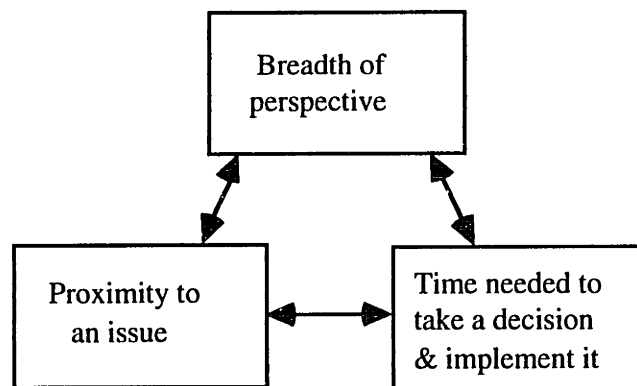 Breadth of
perspective
Proximity to
an issue
Time needed to
take a decision
& implement it